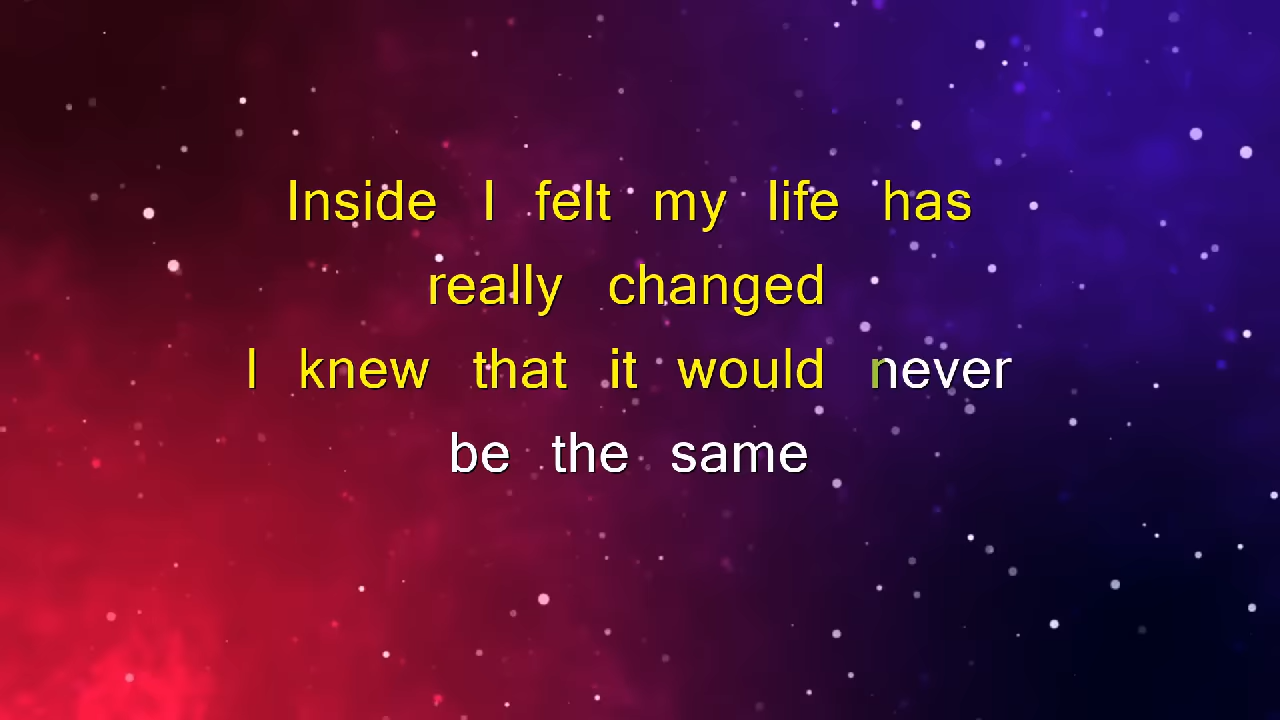 Inside I felt my life has
really changed
I knew that it would never
be the same